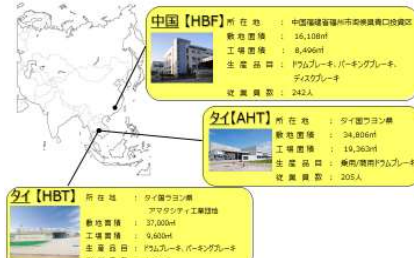 中国【HBF】
所在地 : 中国福建省福州市閩侯県青口投資区
敷地面積 : 16,108㎡
工場面積 : 8,496㎡
生産品目 : ドラムブレーキ、パーキングブレーキ、
ディスクブレーキ
従業員数 : 242人
タイ【AHT】
所在地 : タイ国ラヨン県
敷地面積 : 34,806㎡
工場面積 : 19,363㎡
生産品目 : 乗用/商用ドラムブレーキ
従業員数 : 205人
タイ【HBT】
所在地 : タイ国ラヨン県
アマタシティ工業団地
敷地面積 : 37,000㎡
工場面積 : 9,600㎡
生産品目 : ドラムブレーキ、パーキングブレーキ